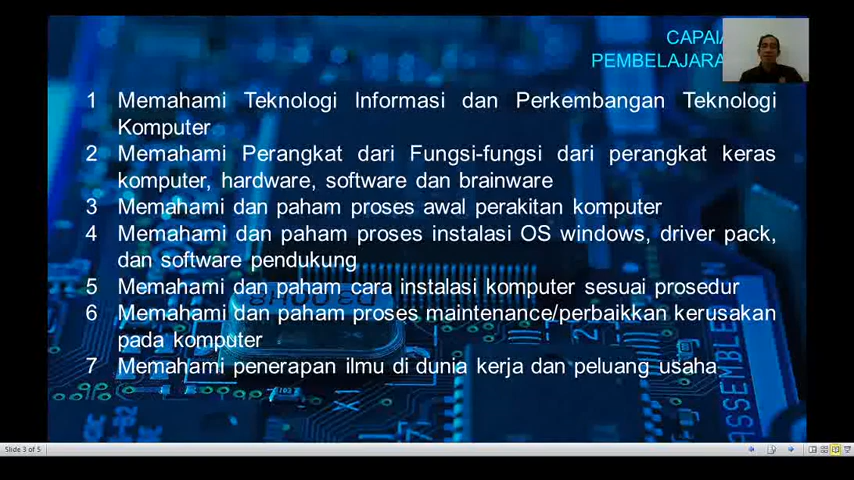 CAPAIA
PEMBELAJARA
1 Memahami Teknologi Informasi dan Perkembangan Teknologi
Komputer
2 Memahami Perangkat dari Fungsi-fungsi dari perangkat keras
komputer, hardware, software dan brainware
3 Memahami dan paham proses awal perakitan komputer
4 Memahami dan paham proses instalasi OS windows, driver pack,
dan software pendukung
5 Memahami dan paham cara instalasi komputer sesuai prosedur
6 Memahami dan paham proses maintenance/perbaikkan kerusakan
pada komputer
7 Memahami penerapan ilmu di dunia kerja dan peluang usaha
ASSEMBLE
X1
Slide 3 of 5